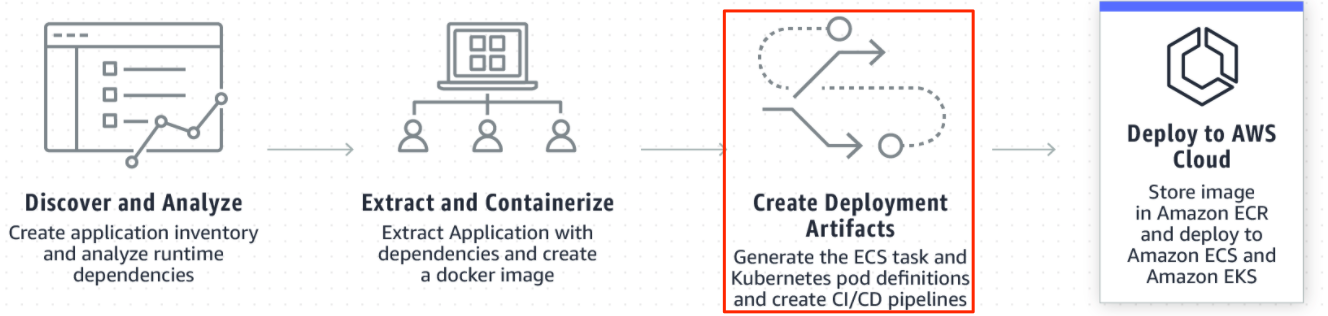 Discover and Analyze
Create application inventory
and analyze runtime
dependencies
Extract and Containerize
Extract Application with
dependencies and create
a docker image
Create Deployment
Artifacts
Generate the ECS task and
Kubernetes pod definitions
and create CI/CD pipelines
Deploy to AWS
Cloud
Store image
in Amazon ECR
and deploy to
Amazon ECS and
Amazon EKS